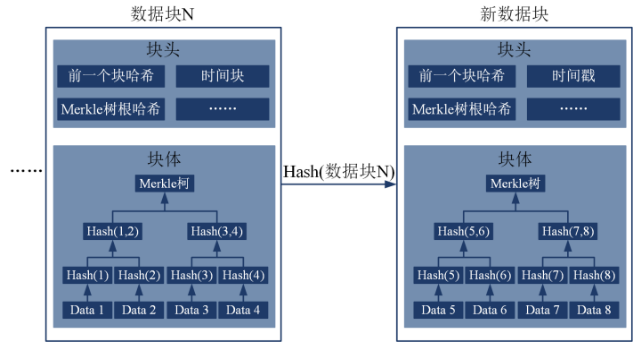 数据块N
块头
前一个块哈希
时间块
Merkle树根哈希
……
块体
Merkle柯
Hash(1,2)
Hash(3,4)
Hash(1)
Hash(2)
Hash(3)
Hash(4)
Data 1
Data 2
Data 3
Data 4
……
Hash(数据块N)
新数据块
块头
前一个块哈希
时间戳
Merkle树根哈希
……
块体
Merkle树
Hash(5,6)
Hash(7,8)
Hash(5)
Hash(6)
Hash(7)
Hash(8)
Data 5
Data 6
Data 7
Data 8